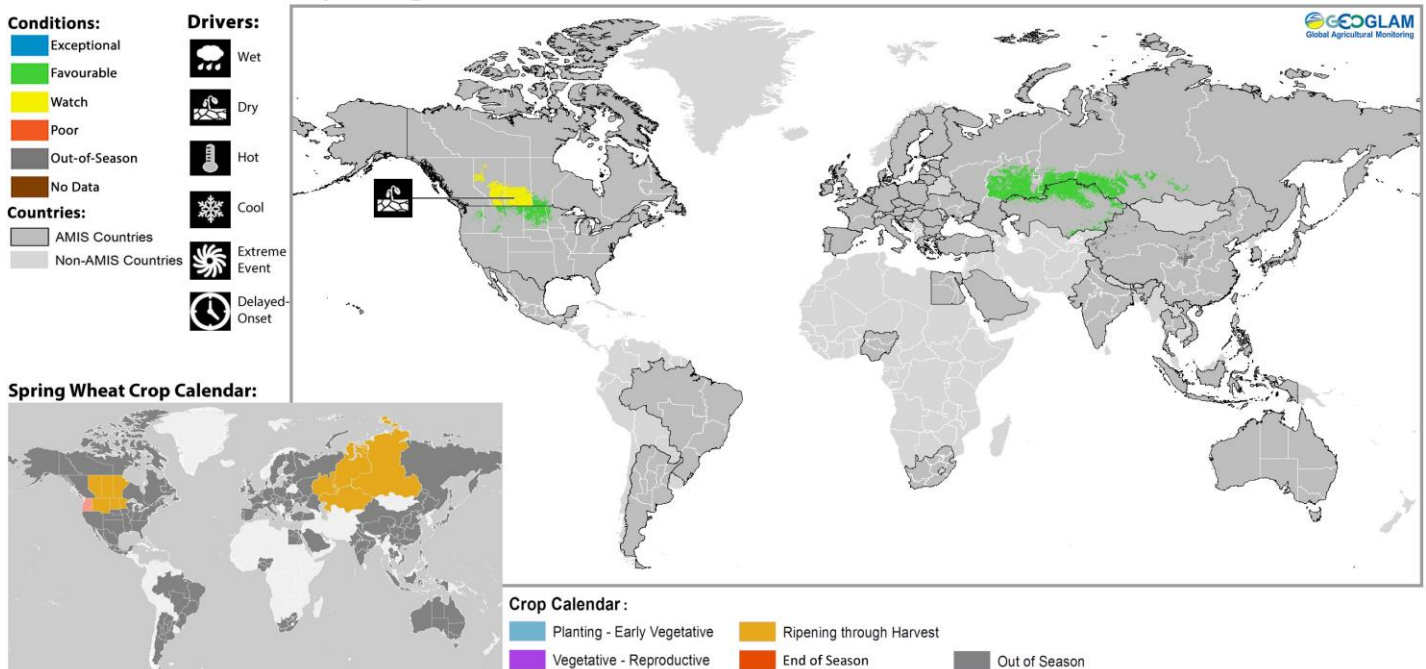 Conditions:
Exceptional
Favourable
Watch
Poor
Out-of-Season
No Data
Countries:
AMIS Countries
Non-AMIS Countries
Drivers:
Wet
Dry
Hot
Cool
Extreme
Event
Delayed-
Onset
GEOGLAM
Global Agricultural Monitoring
Spring Wheat Crop Calendar:
Crop Calendar :
Planting - Early Vegetative
Ripening through Harvest
Vegetative - Reproductive
End of Season
Out of Season